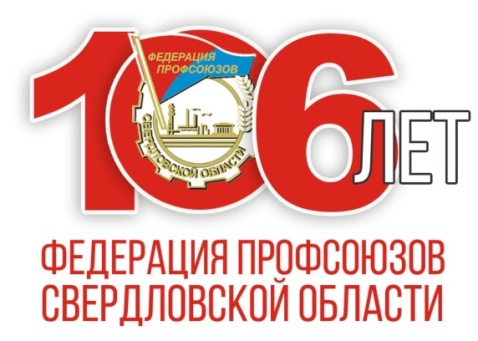 106 ЛЕТ
ФЕДЕРАЦИЯ
ПРОФСОЮЗОВ
СВЕРДЛОВСКОЙ ОБЛАСТИ
ФЕДЕРАЦИЯ ПРОФСОЮЗОВ
СВЕРДЛОВСКОЙ ОБЛАСТИ